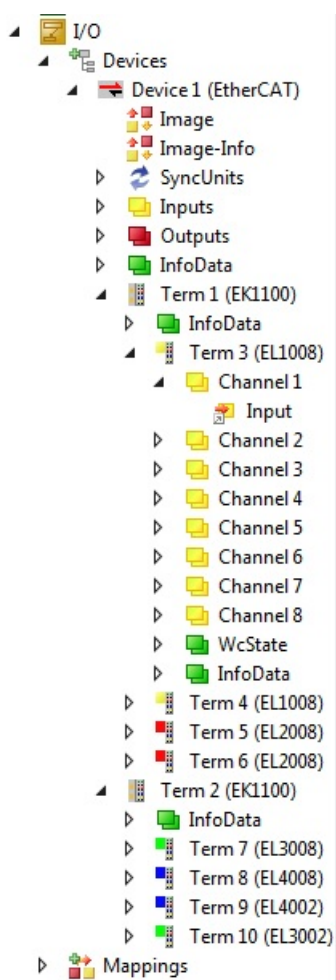 I/O
Devices
Device 1 (EtherCAT)
Image
Image-Info
SyncUnits
Inputs
Outputs
InfoData
Term 1 (EK1100)
InfoData
Term 3 (EL1008)
Channel 1
Input
Channel 2
Channel 3
Channel 4
Channel 5
Channel 6
Channel 7
Channel 8
WcState
InfoData
Term 4 (EL1008)
Term 5 (EL2008)
Term 6 (EL2008)
Term 2 (EK1100)
InfoData
Term 7 (EL3008)
Term 8 (EL4008)
Term 9 (EL4002)
Term 10 (EL3002)
Mappings